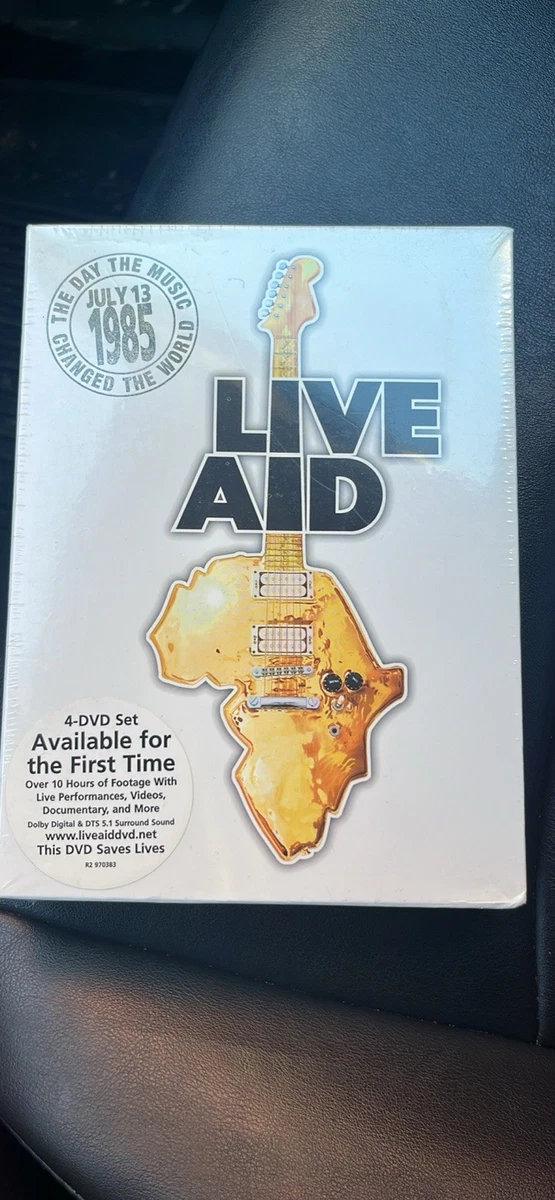 THE DAY THE MUSIC
JULY 13
1985
CHANGED THE WORLD
LIVE
AID
4-DVD Set
Available for
the First Time
Over 10 Hours of Footage With
Live Performances, Videos,
Documentary, and More
Dolby Digital & DTS 5.1 Surround Sound
www.liveaiddvd.net
This DVD Saves Lives
R2 970383